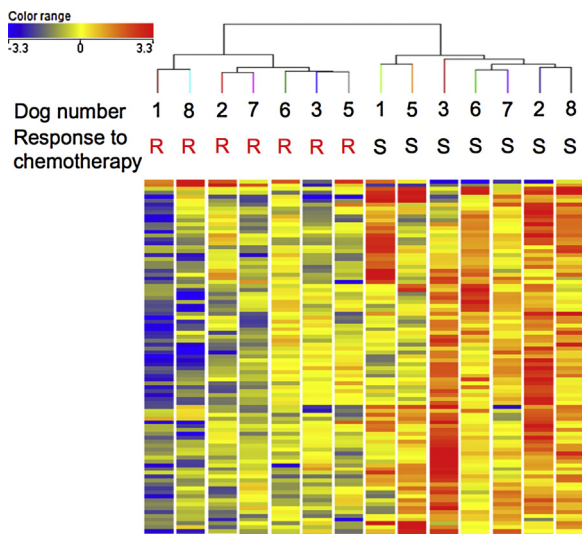 Color range
-3.3 0 3.3
Dog number 1 8 2 7 6 3 5 1 5 3 6 7 2 8
Response to
chemotherapy R R R R R R R S S S S S S S